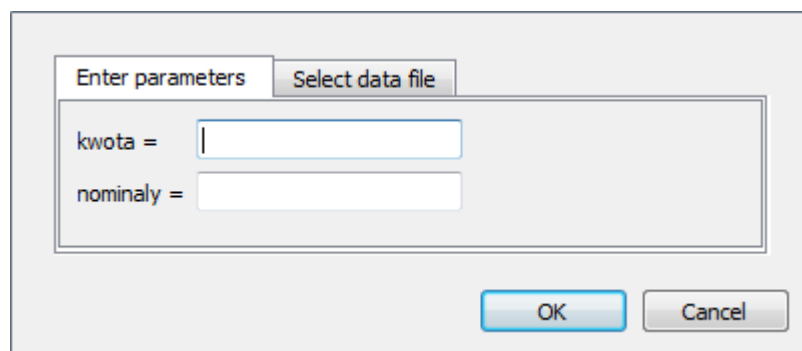 Enter parameters Select data file
kwota =
nominaly =
OK Cancel